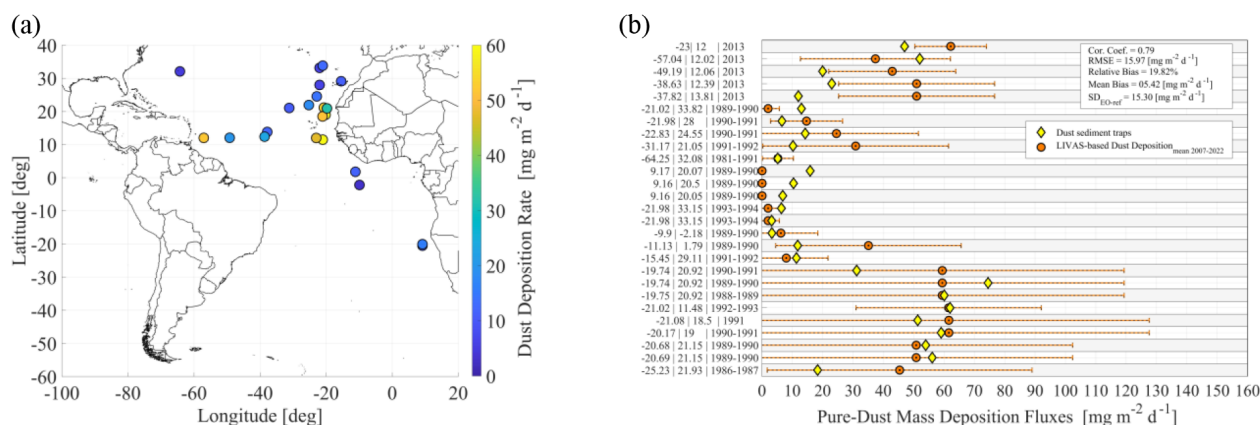 (a)
40
30
20
10
0
-10
-20
-30
-40
-50
-60
Latitude [deg]
-100 -80 -60 -40 -20 0 20
Longitude [deg]
60
50
40
30
20
10
0
Dust Deposition Rate [mg m-2 d-1]
(b)
-23| 12 | 2013
-57.04 | 12.02 | 2013
-49.19 | 12.06 | 2013
-38.63 | 12.39 | 2013
-37.82 | 13.81 | 2013
-21.02 | 33.82 | 1989-1990
-21.98 | 28 | 1990-1991
-22.83 | 24.55 | 1990-1991
-31.17 | 21.05 | 1991-1992
-64.25 | 32.08 | 1981-1991
9.17 | 20.07 | 1989-1990
9.16 | 20.5 | 1989-1990
9.16 | 20.05 | 1989-1990
-21.98 | 33.15 | 1993-1994
-21.98 | 33.15 | 1993-1994
-9.9 | -2.18 | 1989-1990
-11.13 | 1.79 | 1989-1990
-15.45 | 29.11 | 1991-1992
-19.74 | 20.92 | 1990-1991
-19.74 | 20.92 | 1989-1990
-19.75 | 20.92 | 1988-1989
-21.02 | 11.48 | 1992-1993
-21.08 | 18.5 | 1991
-20.17 | 19 | 1990-1991
-20.68 | 21.15 | 1989-1990
-20.69 | 21.15 | 1989-1990
-25.23 | 21.93 | 1986-1987
Cor. Coef. = 0.79
RMSE = 15.97 [mg m-2 d-1]
Relative Bias = 19.82%
Mean Bias = 05.42 [mg m-2 d-1]
SDEO-ref = 15.30 [mg m-2 d-1]
Dust sediment traps
LIVAS-based Dust Deposition mean 2007-2022
0 10 20 30 40 50 60 70 80 90 100 110 120 130 140 150 160
Pure-Dust Mass Deposition Fluxes [mg m-2 d-1]